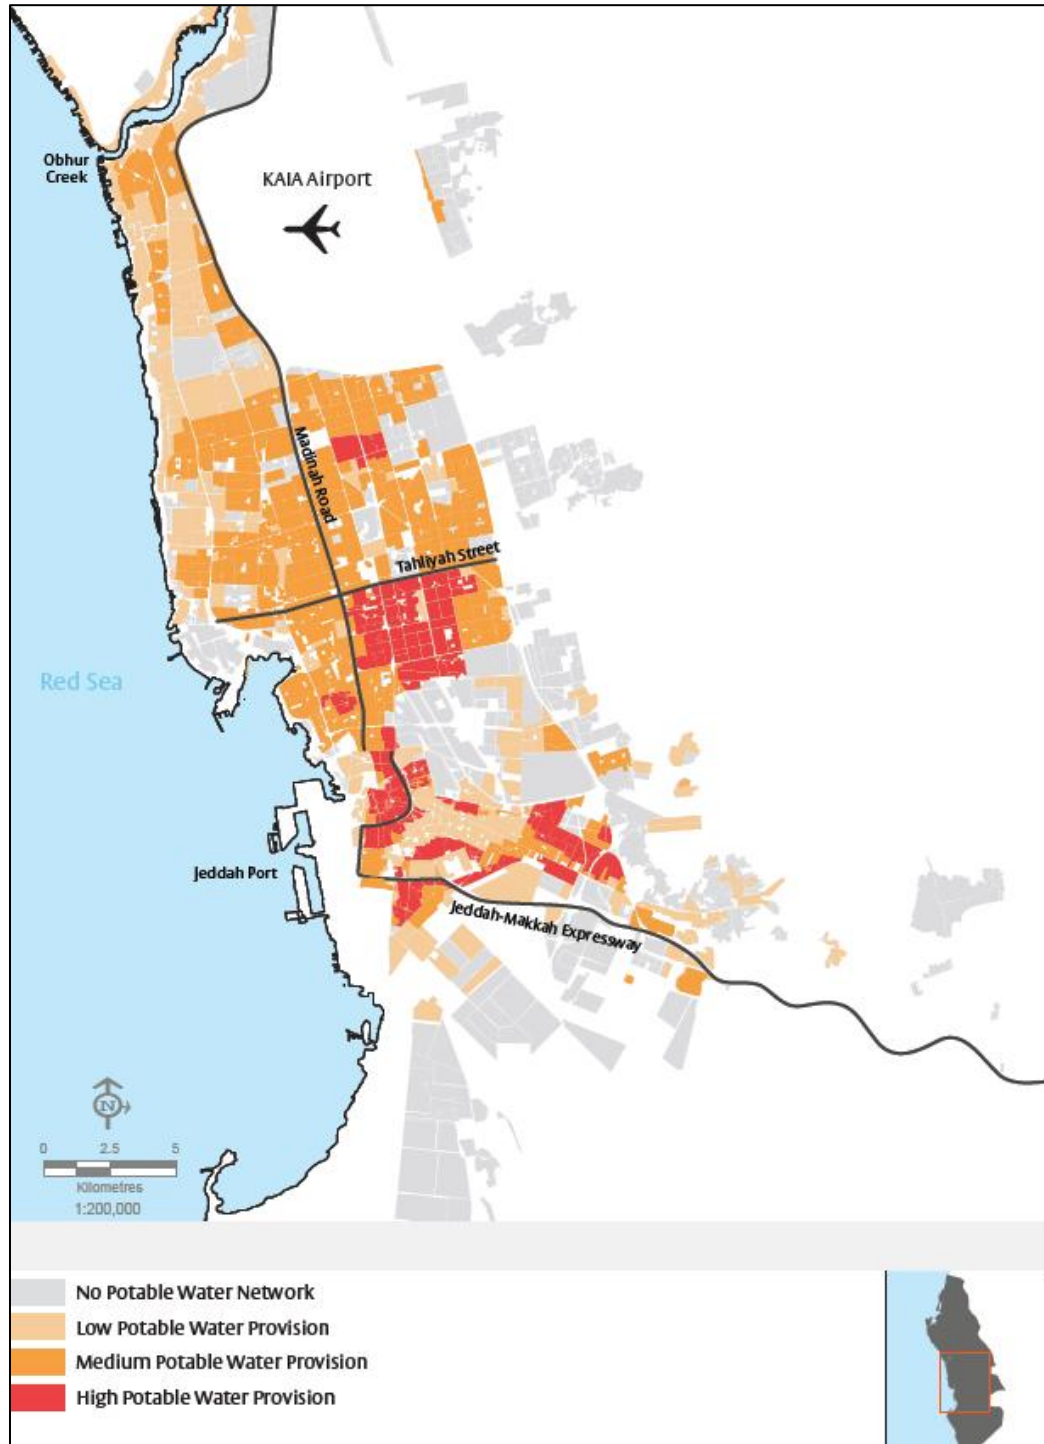 Obhur
Creek
KAIA Airport
Madinah Road
Tahliyah Street
Red Sea
Jeddah Port
Jeddah-Makkah Expressway
N
0 2.5 5
Kilometres
1:200,000
No Potable Water Network
Low Potable Water Provision
Medium Potable Water Provision
High Potable Water Provision